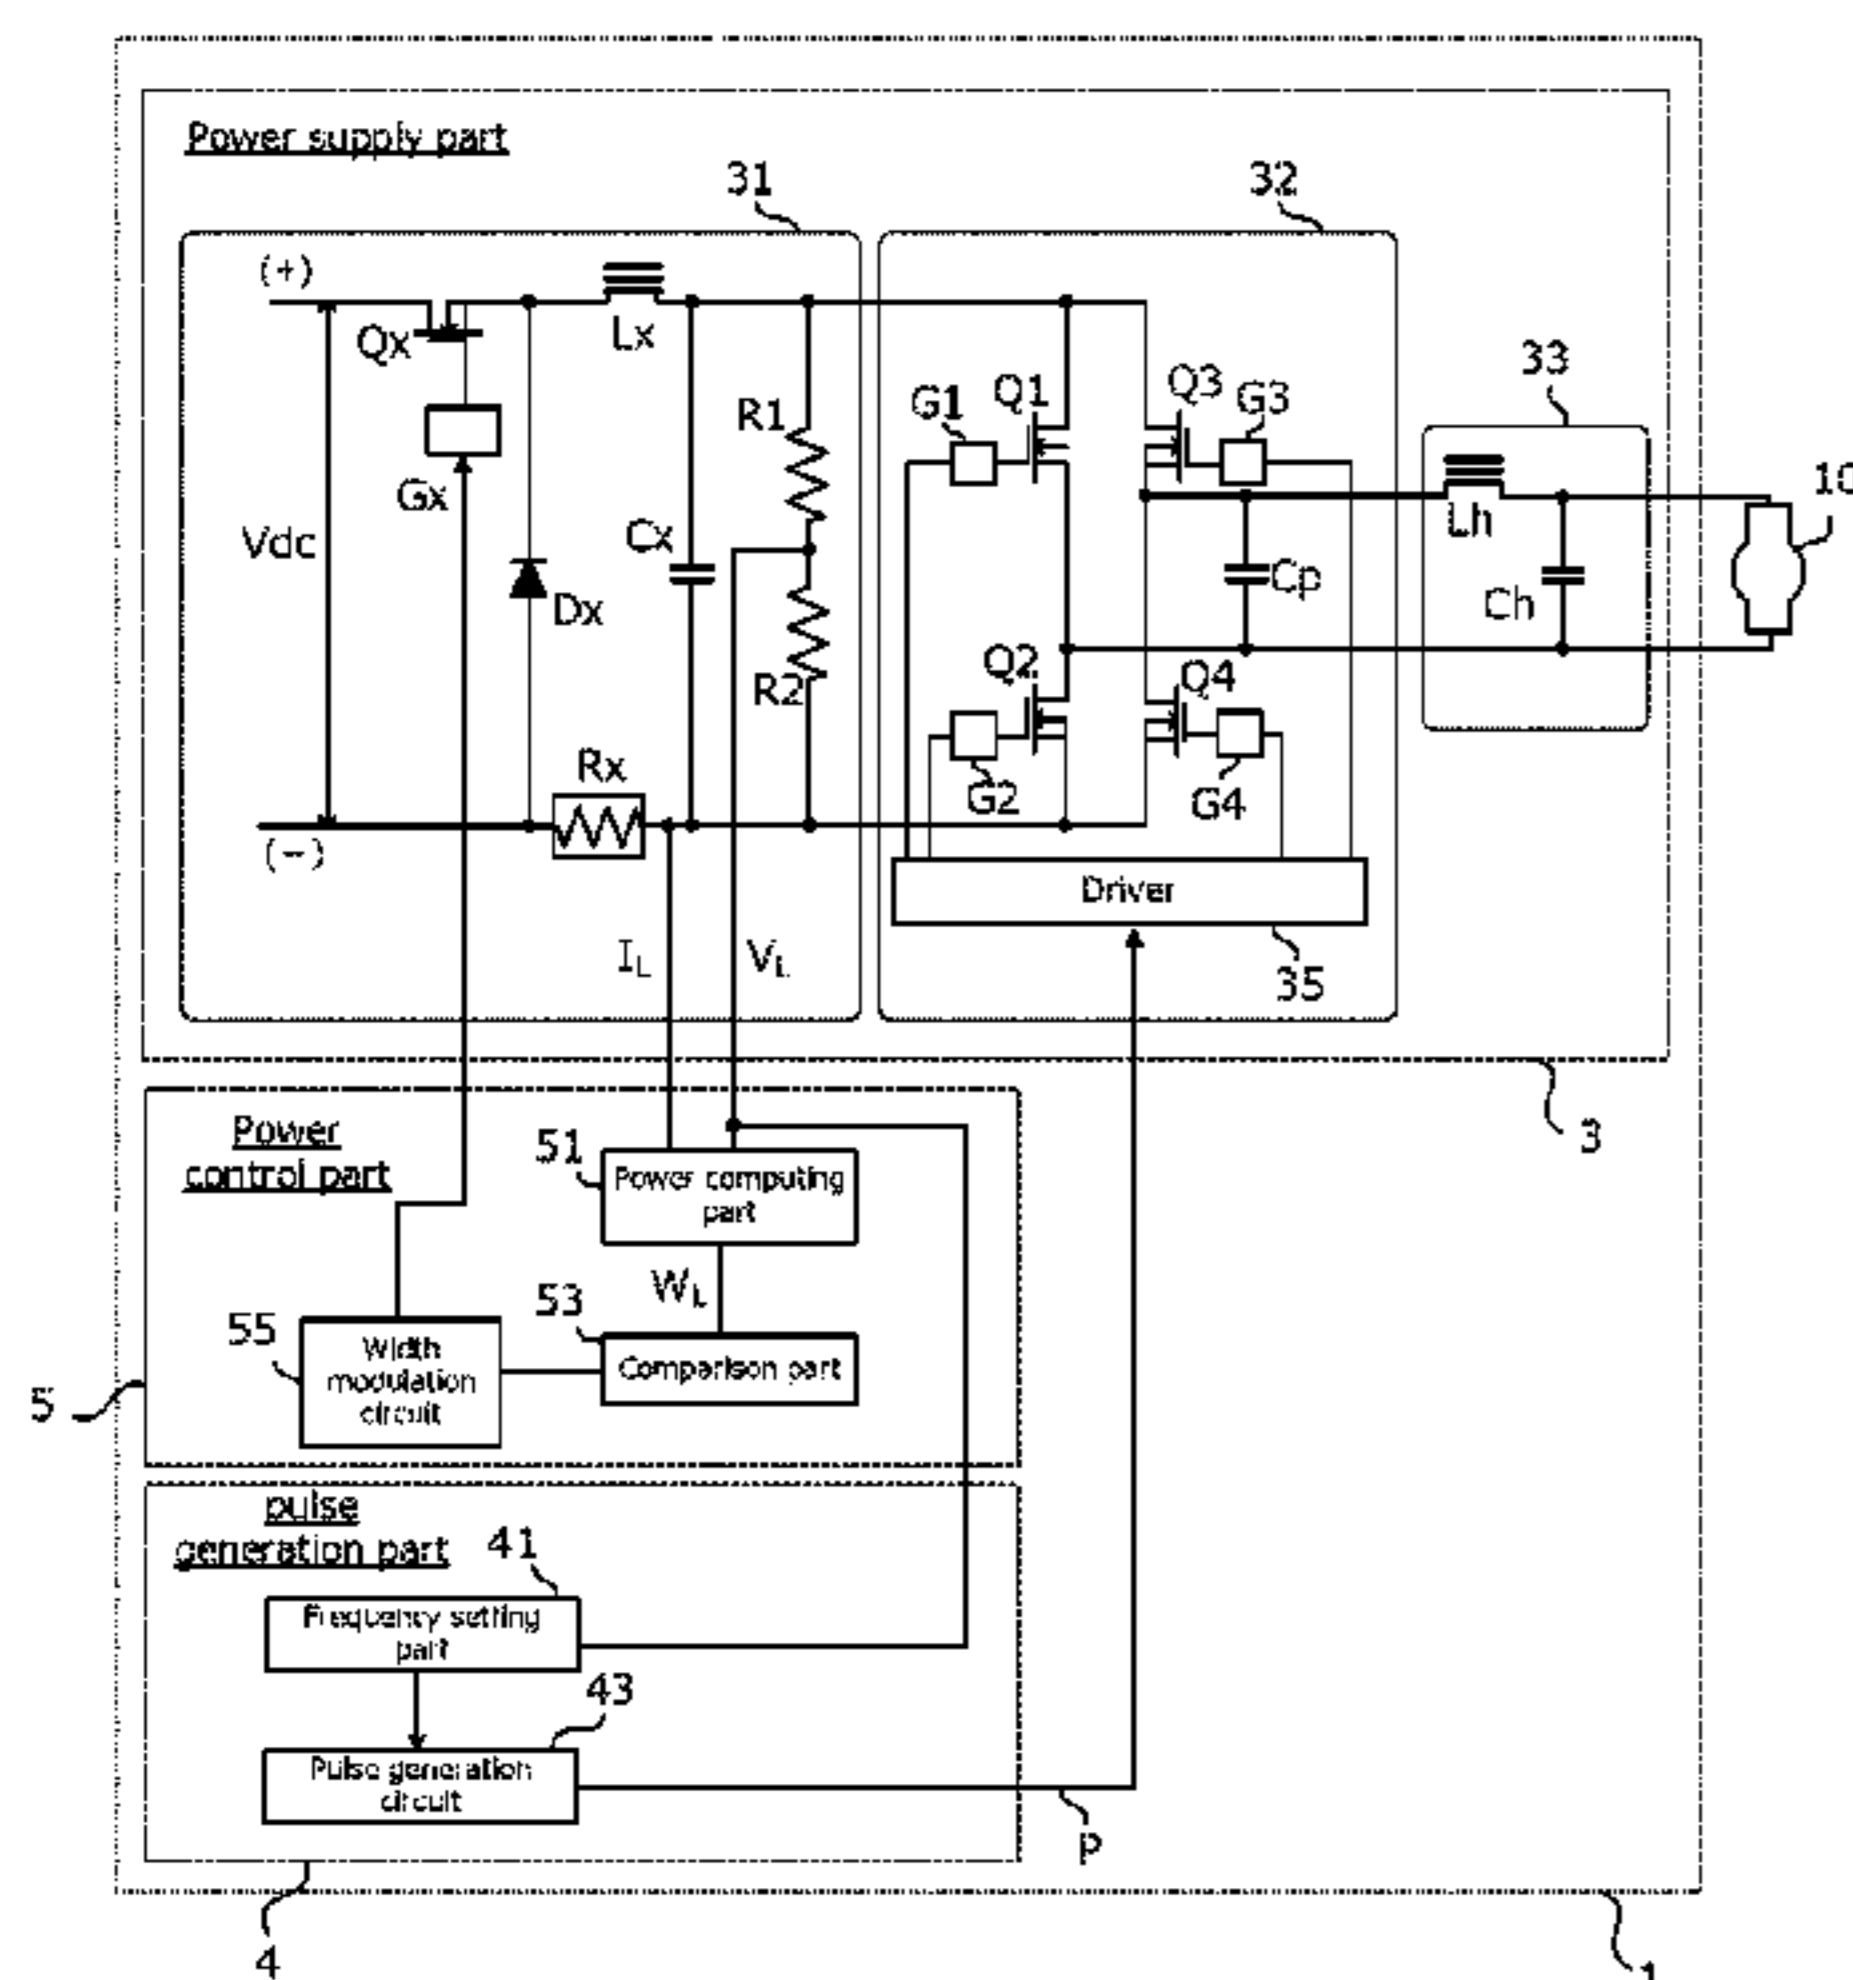 Power supply part
31
32
(+)
Qx
Lx
33
R1
G1
Q1
Q3
G3
10
Gx
Vdc
Cx
Lh
Dx
Cp
Ch
R2
Q2
Q4
Rx
G2
G4
(−)
Driver
IL
VL
35
3
Power
control part
51
Power computing
part
WL
53
55
Width
modulation
circuit
Comparison part
5
pulse
generation part
41
Frequency setting
part
43
Pulse generation
circuit
P
4
1